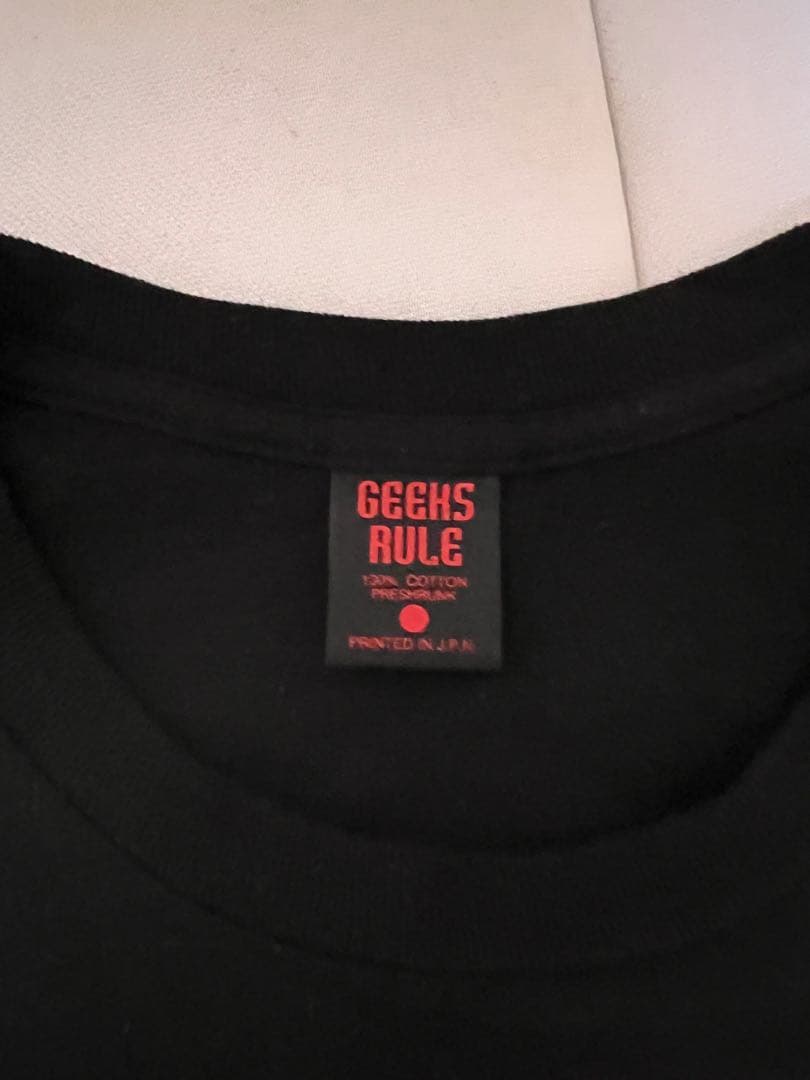 GEEKS
RULE
100% COTTON
PRESHRUNK
PRINTED IN J.P.N